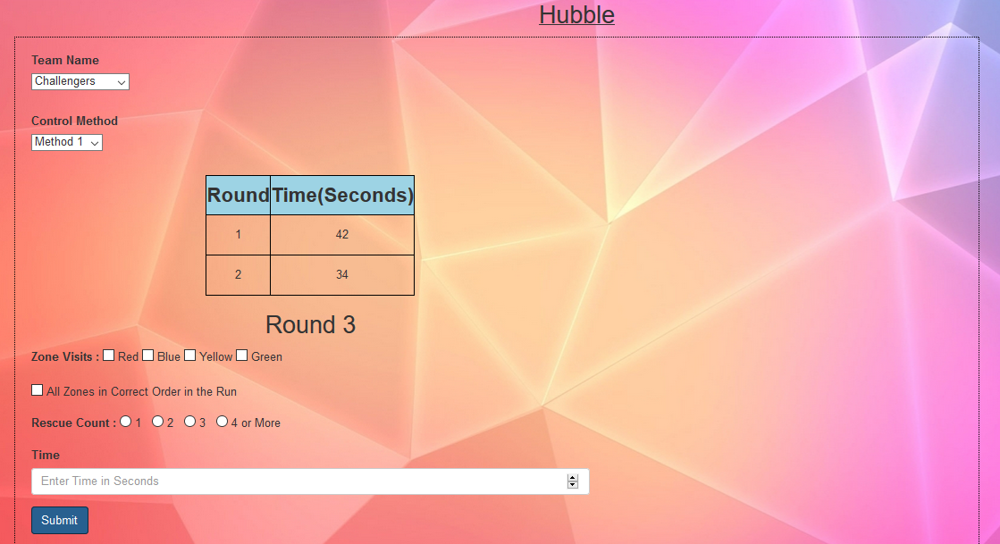 Hubble
Team Name
Challengers
Control Method
Method 1
Round Time(Seconds)
1 42
2 34
Round 3
Zone Visits : Red Blue Yellow Green
All Zones in Correct Order in the Run
Rescue Count : 1 2 3 4 or More
Time
Enter Time in Seconds
Submit